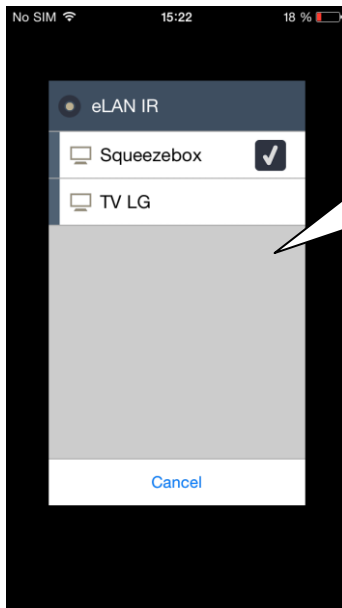 No SIM 15:22 18 %
eLAN IR
Squeezebox
TV LG
Cancel